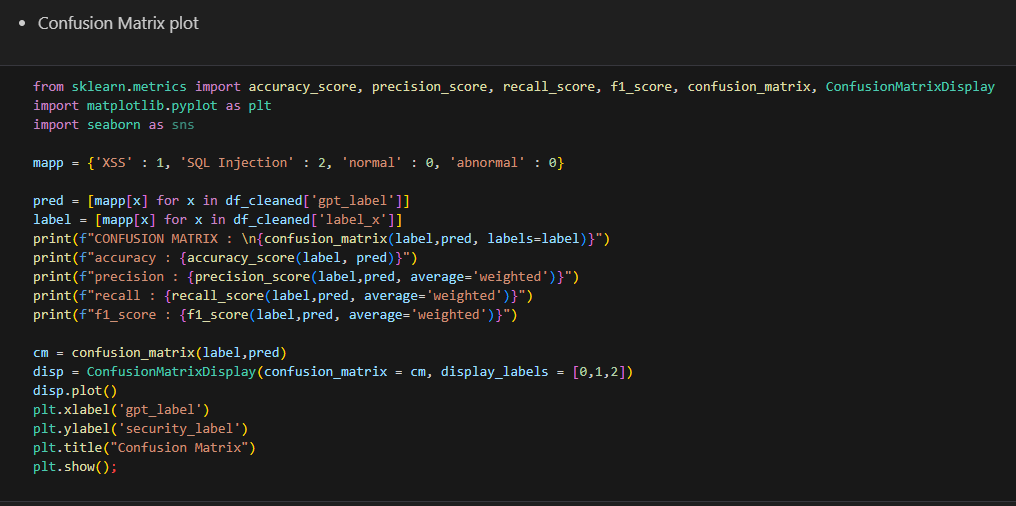 • Confusion Matrix plot
from sklearn.metrics import accuracy_score, precision_score, recall_score, f1_score, confusion_matrix, ConfusionMatrixDisplay
import matplotlib.pyplot as plt
import seaborn as sns
mapp = {'XSS' : 1, 'SQL Injection' : 2, 'normal' : 0, 'abnormal' : 0}
pred = [mapp[x] for x in df_cleaned['gpt_label']]
label = [mapp[x] for x in df_cleaned['label_x']]
print(f"CONFUSION MATRIX : \n{confusion_matrix(label,pred, labels=label)}")
print(f"accuracy : {accuracy_score(label, pred)}")
print(f"precision : {precision_score(label,pred, average='weighted')}")
print(f"recall : {recall_score(label,pred, average='weighted')}")
print(f"f1_score : {f1_score(label,pred, average='weighted')}")
cm = confusion_matrix(label,pred)
disp = ConfusionMatrixDisplay(confusion_matrix = cm, display_labels = [0,1,2])
disp.plot()
plt.xlabel('gpt_label')
plt.ylabel('security_label')
plt.title("Confusion Matrix")
plt.show();